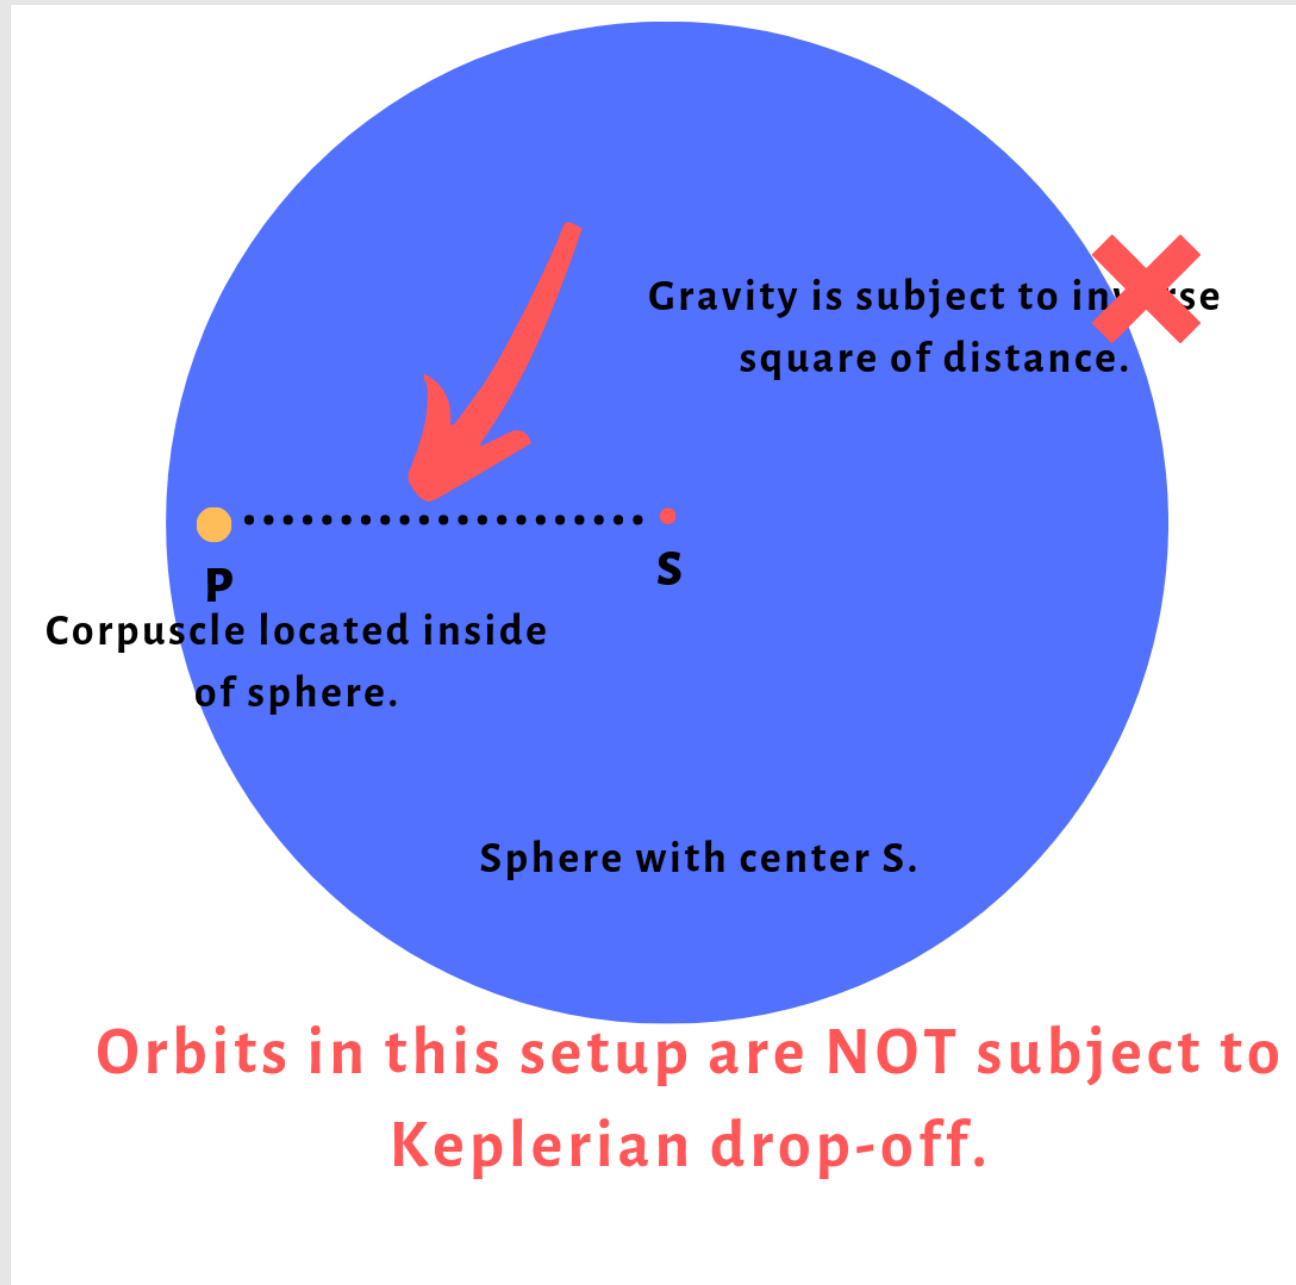 Gravity is subject to inverse
square of distance.
P
S
Corpuscle located inside
of sphere.
Sphere with center S.
Orbits in this setup are NOT subject to
Keplerian drop-off.